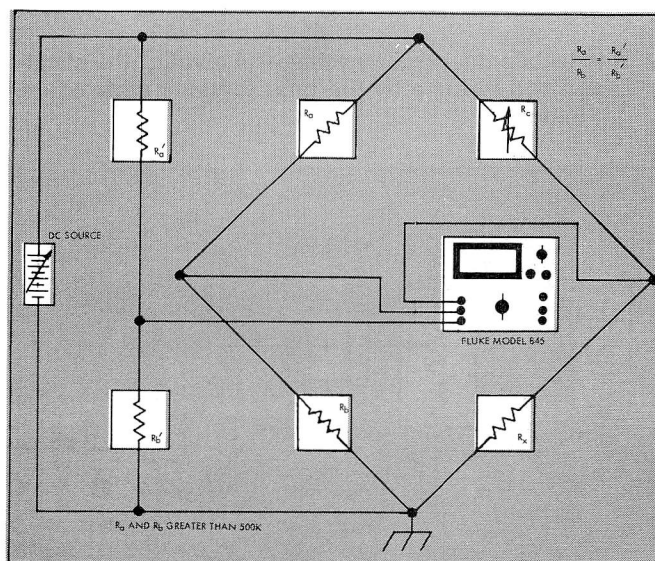 Ra / Rb = Ra' / Rb'
Ra
Rc
Ra'
DC SOURCE
FLUKE MODEL 845
Rb'
Rb
Rx
Ra AND Rb GREATER THAN 500K